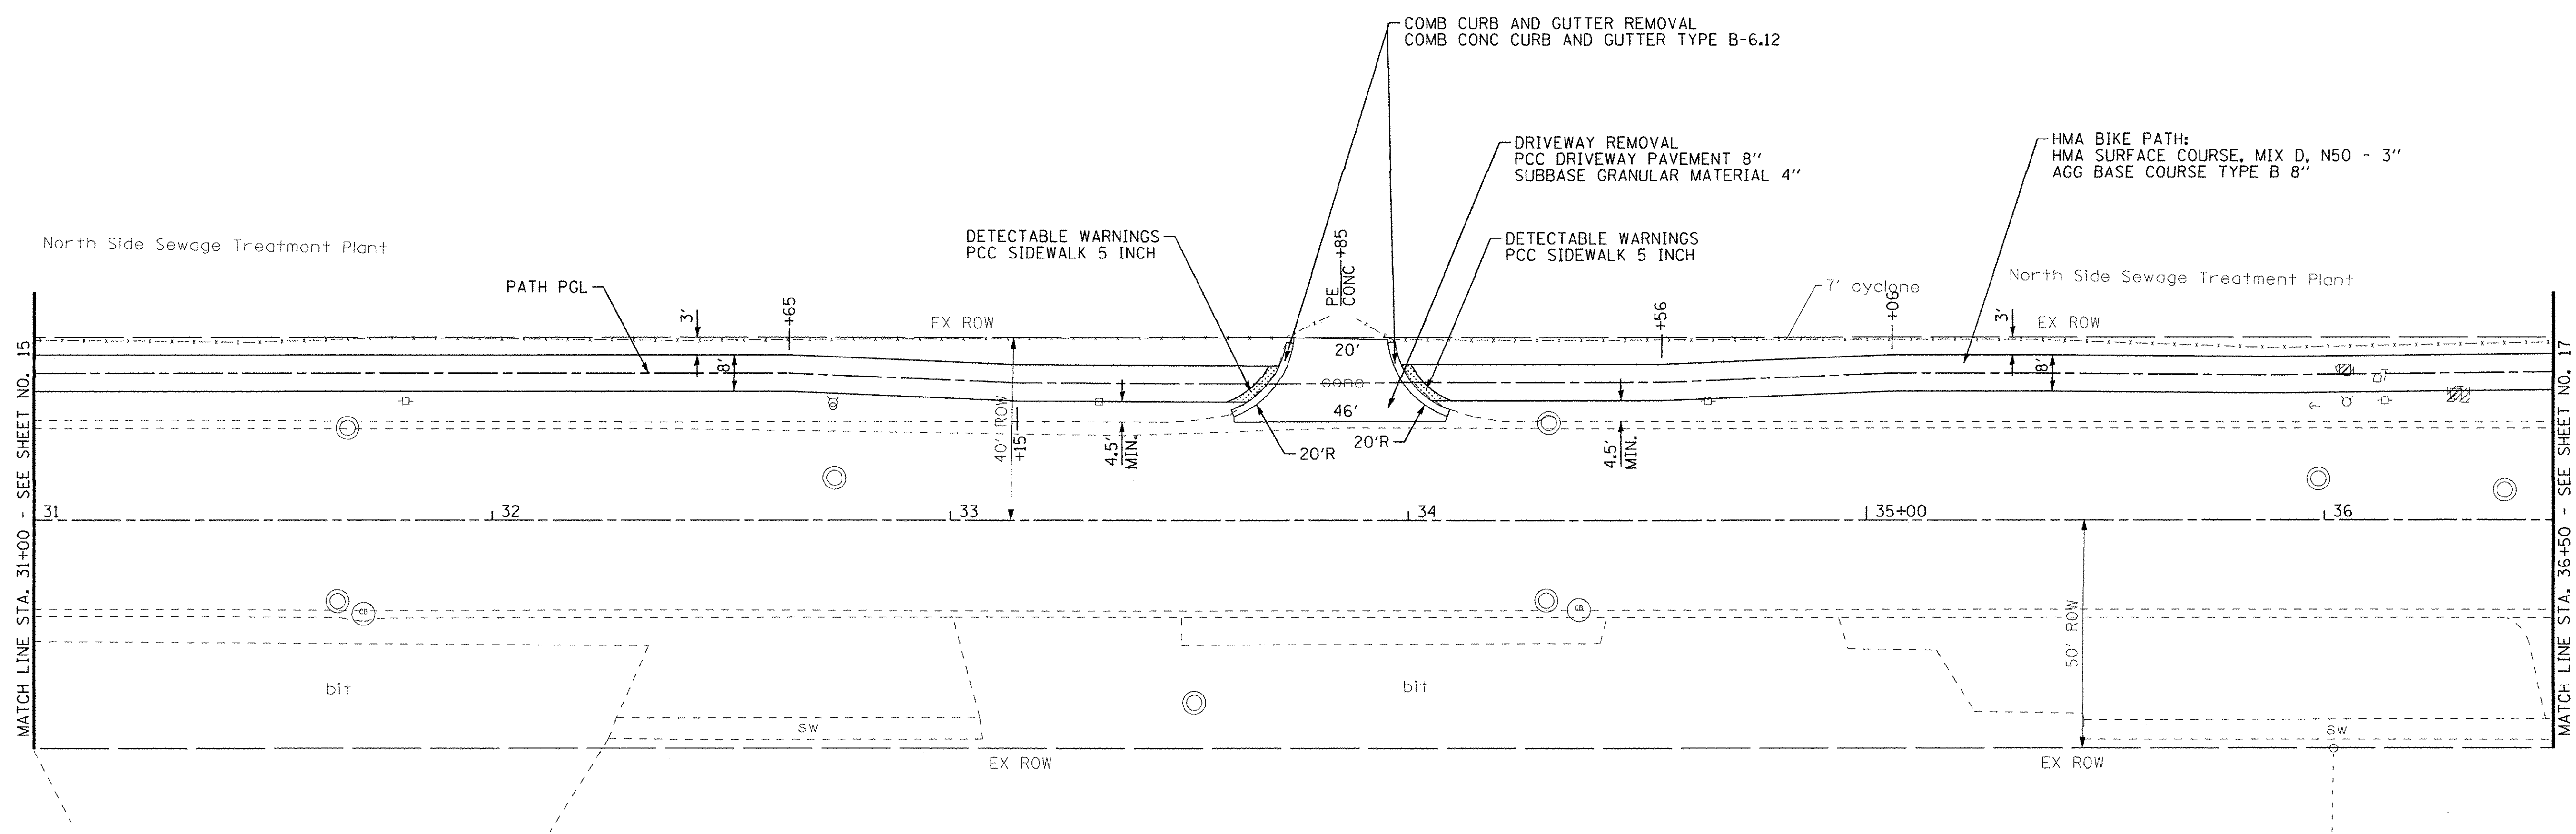 COMB CURB AND GUTTER REMOVAL
COMB CONC CURB AND GUTTER TYPE B-6.12
DRIVEWAY REMOVAL
PCC DRIVEWAY PAVEMENT 8"
SUBBASE GRANULAR MATERIAL 4"
HMA BIKE PATH:
HMA SURFACE COURSE, MIX D, N50 - 3"
AGG BASE COURSE TYPE B 8"
North Side Sewage Treatment Plant
DETECTABLE WARNINGS
PCC SIDEWALK 5 INCH
PE +85
CONC
DETECTABLE WARNINGS
PCC SIDEWALK 5 INCH
North Side Sewage Treatment Plant
PATH PGL
7' cyclone
3'
+65
EX ROW
+56
+06
3'
EX ROW
20'
8'
conc
8'
46'
40' ROW
+15
4.5'
MIN.
20'R
20'R
4.5'
MIN.
MATCH LINE STA. 31+00 - SEE SHEET NO. 15
31
32
33
34
35+00
36
MATCH LINE STA. 36+50 - SEE SHEET NO. 17
CB
CB
50' ROW
bit
bit
SW
SW
EX ROW
EX ROW